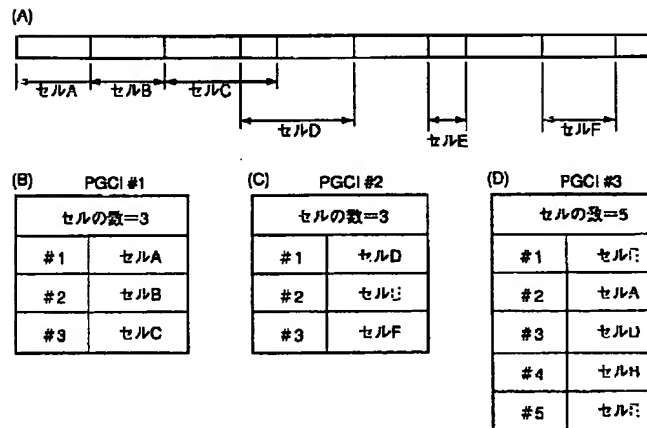 (A)
セルA
セルB
セルC
セルD
セルE
セルF
(B) PGCI #1
セルの数=3
#1 セルA
#2 セルB
#3 セルC
(C) PGCI #2
セルの数=3
#1 セルD
#2
#3 セルF
(D) PGCI #3
セルの数=5
#1
#2 セルA
#3 セルD
#4
#5